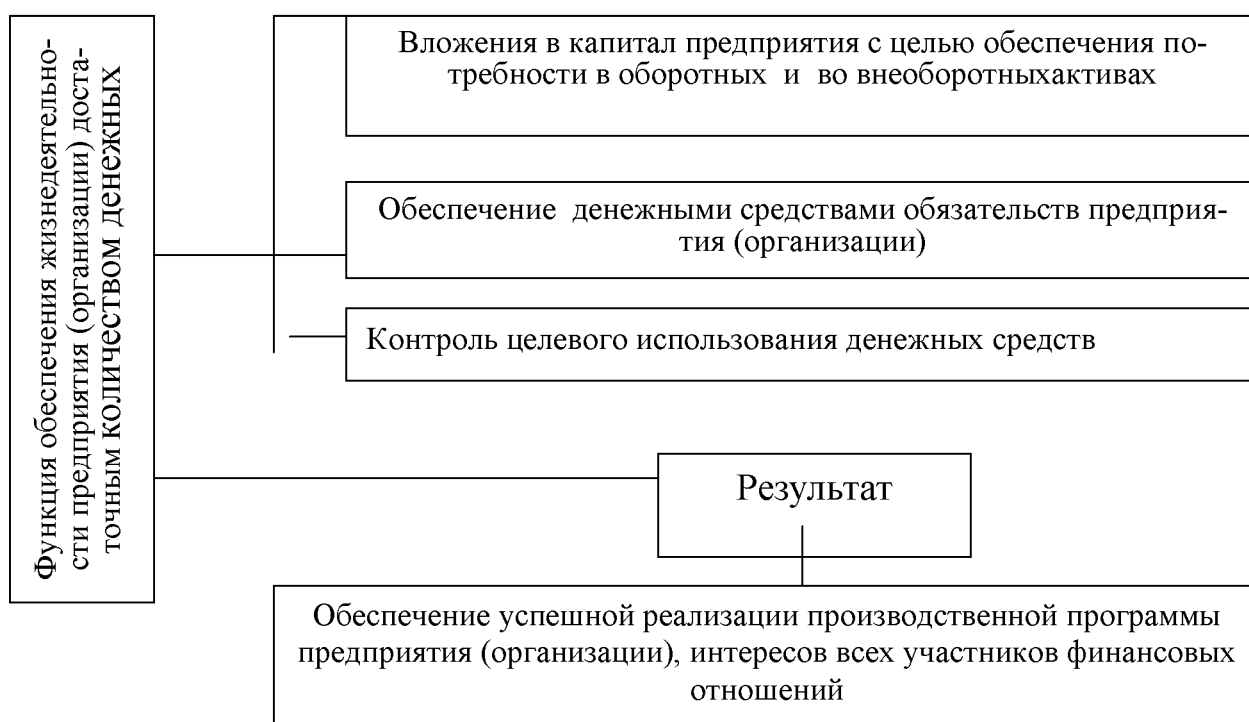 Функция обеспечения жизнедеятельно-
сти предприятия (организации) доста-
точным количеством денежных
Вложения в капитал предприятия с целью обеспечения по-
требности в оборотных и во внеоборотныхактивах
Обеспечение денежными средствами обязательств предприя-
тия (организации)
Контроль целевого использования денежных средств
Результат
Обеспечение успешной реализации производственной программы
предприятия (организации), интересов всех участников финансовых
отношений